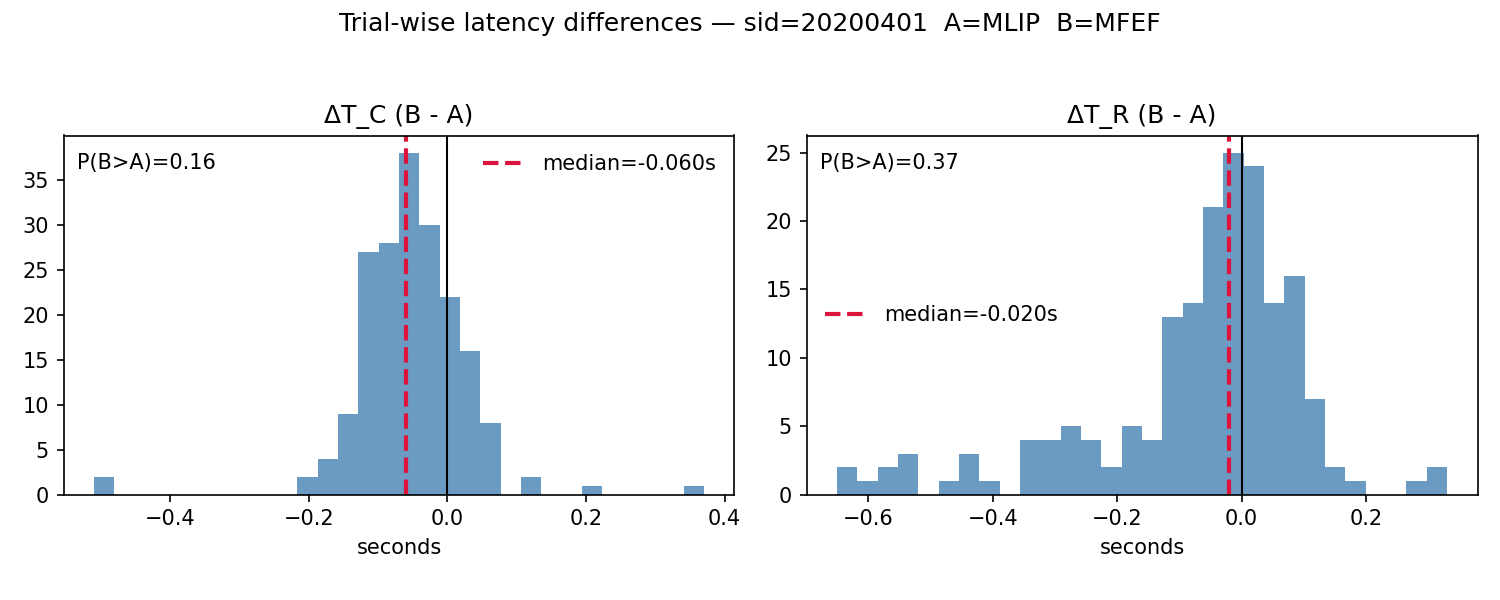 Trial-wise latency differences — sid=20200401  A=MLIP  B=MFEF
ΔT_C (B - A)
P(B>A)=0.16
median=-0.060s
35
30
25
20
15
10
5
0
−0.4
−0.2
0.0
0.2
0.4
seconds
ΔT_R (B - A)
P(B>A)=0.37
median=-0.020s
25
20
15
10
5
0
−0.6
−0.4
−0.2
0.0
0.2
seconds